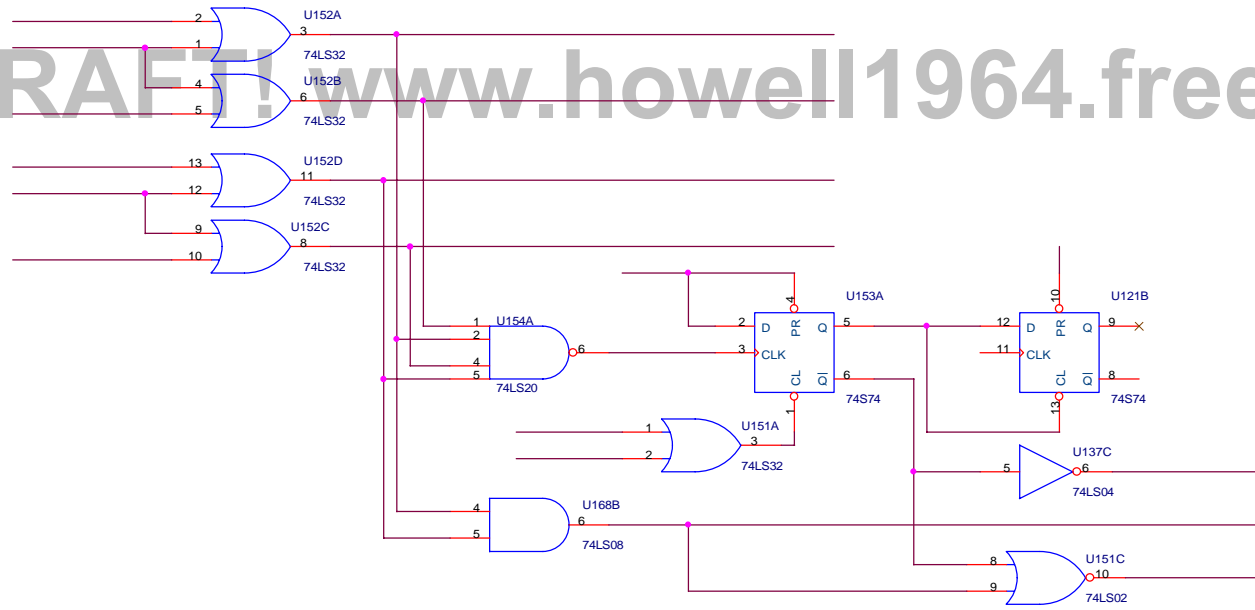 U152A
2
3
1
74LS32
RAFT! www.howell1964.free
U152B
4
6
5
74LS32
U152D
13
11
12
74LS32
U152C
9
8
10
74LS32
U154A
1
2
6
4
5
74LS20
U153A
4
2 D PR Q 5
3 CLK
CL Q 6
1
74S74
U121B
10
12 D PR Q 9
11 CLK
CL Q 8
13
74S74
U151A
1
3
2
74LS32
U137C
5 6
74LS04
U168B
4
6
5
74LS08
U151C
8
10
9
74LS02